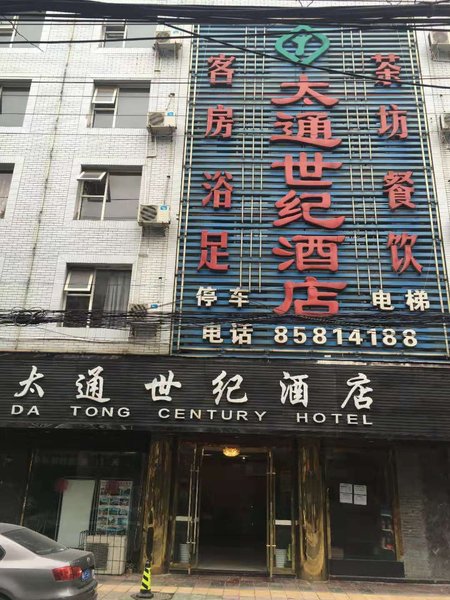 太通世纪酒店
客房浴足
茶坊餐饮
停车 电梯
电话 85814188
太通世纪酒店
DA TONG CENTURY HOTEL